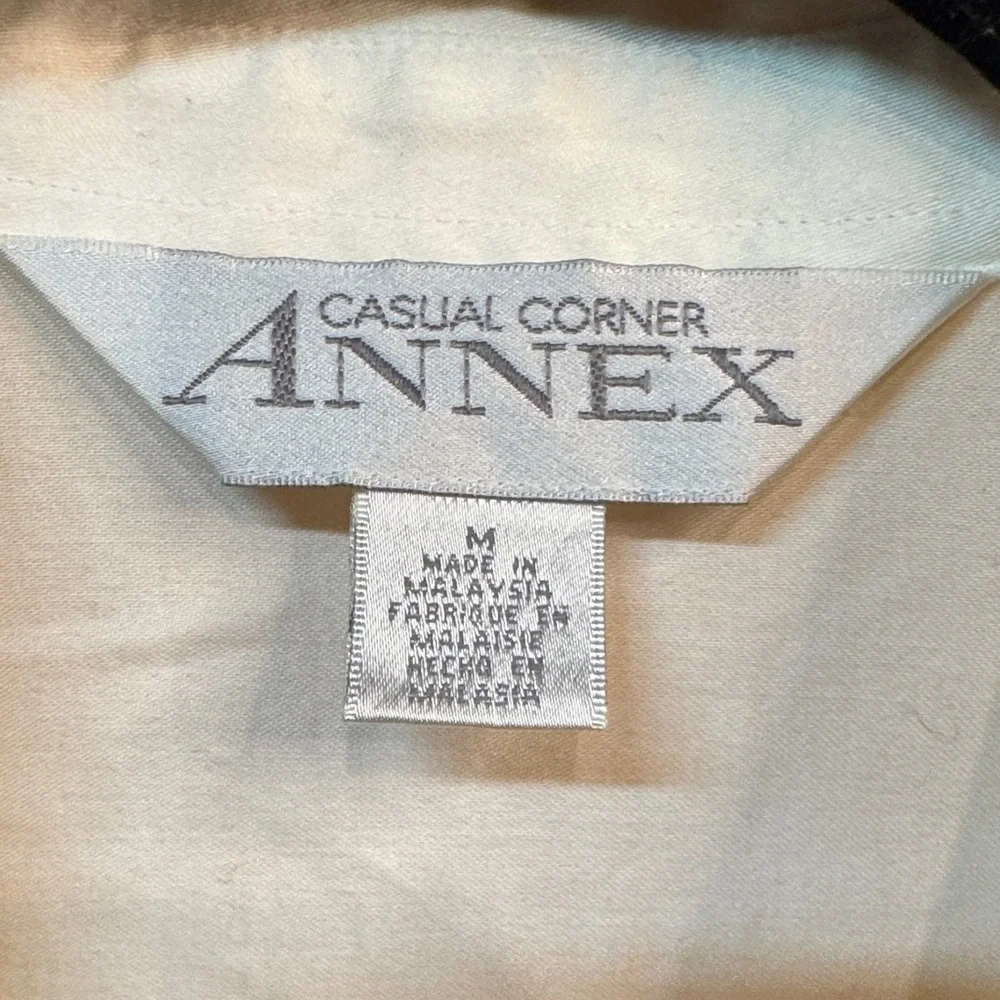 CASUAL CORNER
ANNEX
M
MADE IN
MALAYSIA
FABRIQUE EN
MALAISIE
HECHO EN
MALASIA